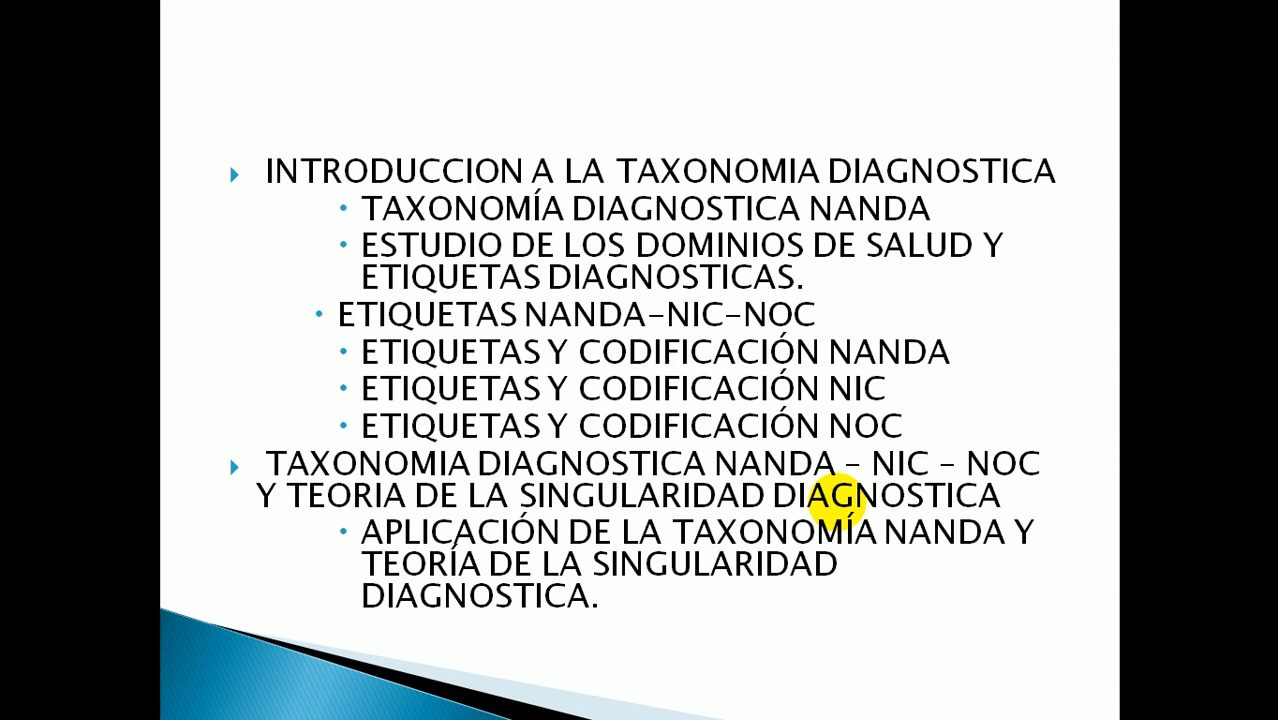 INTRODUCCION A LA TAXONOMIA DIAGNOSTICA
TAXONOMÍA DIAGNOSTICA NANDA
ESTUDIO DE LOS DOMINIOS DE SALUD Y
ETIQUETAS DIAGNOSTICAS.
ETIQUETAS NANDA-NIC-NOC
ETIQUETAS Y CODIFICACIÓN NANDA
ETIQUETAS Y CODIFICACIÓN NIC
ETIQUETAS Y CODIFICACIÓN NOC
TAXONOMIA DIAGNOSTICA NANDA - NIC - NOC
Y TEORIA DE LA SINGULARIDAD DIAGNOSTICA
APLICACIÓN DE LA TAXONOMÍA NANDA Y
TEORÍA DE LA SINGULARIDAD
DIAGNOSTICA.